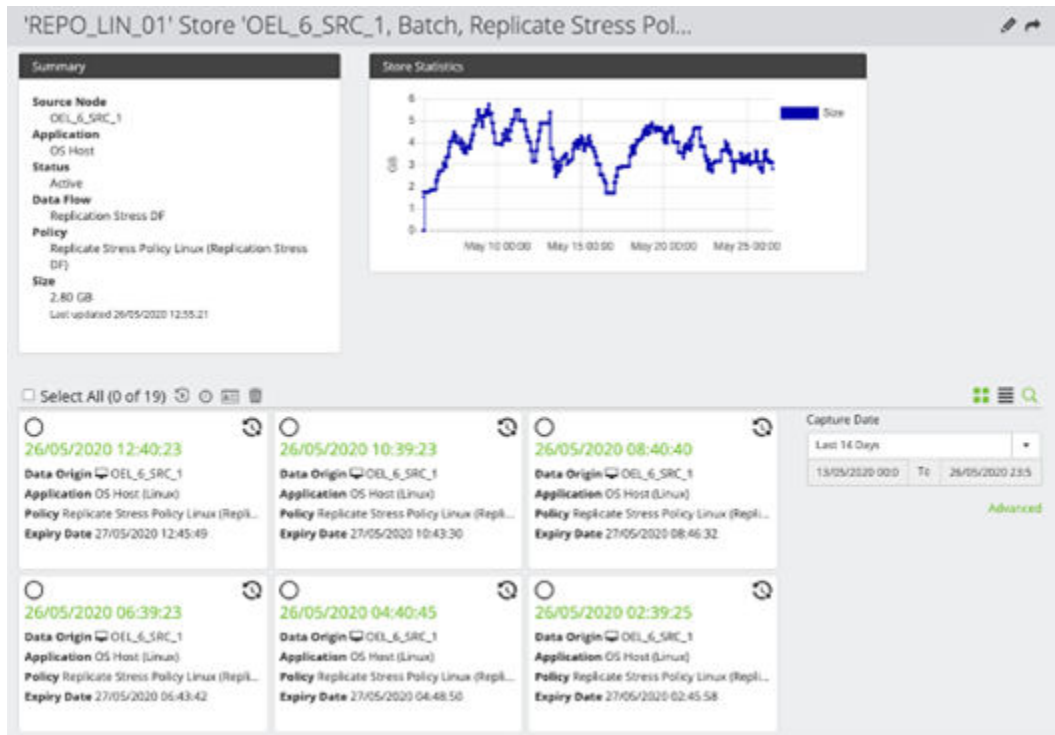 'REPO_LIN_01' Store 'OEL_6_SRC_1, Batch, Replicate Stress Pol...
Summary
Source Node
OEL_6_SRC_1
Application
OS Host
Status
Active
Data Flow
Replication Stress DF
Policy
Replicate Stress Policy Linux (Replication Stress
DF)
Size
2.80 GB
Last updated 26/05/2020 12:55:21
Store Statistics
6
5
4
3
2
1
0
GB
May 10 00:00 May 15 00:00 May 20 00:00 May 25 00:00
Size
Select All (0 of 19)
26/05/2020 12:40:23
Data Origin OEL_6_SRC_1
Application OS Host (Linux)
Policy Replicate Stress Policy Linux (Repli...
Expiry Date 27/05/2020 12:45:49
26/05/2020 10:39:23
Data Origin OEL_6_SRC_1
Application OS Host (Linux)
Policy Replicate Stress Policy Linux (Repli...
Expiry Date 27/05/2020 10:43:30
26/05/2020 08:40:40
Data Origin OEL_6_SRC_1
Application OS Host (Linux)
Policy Replicate Stress Policy Linux (Repli...
Expiry Date 27/05/2020 08:46:32
Capture Date
Last 14 Days
13/05/2020 00:0 To 26/05/2020 23:5
Advanced
26/05/2020 06:39:23
Data Origin OEL_6_SRC_1
Application OS Host (Linux)
Policy Replicate Stress Policy Linux (Repli...
Expiry Date 27/05/2020 06:43:42
26/05/2020 04:40:45
Data Origin OEL_6_SRC_1
Application OS Host (Linux)
Policy Replicate Stress Policy Linux (Repli...
Expiry Date 27/05/2020 04:48:50
26/05/2020 02:39:25
Data Origin OEL_6_SRC_1
Application OS Host (Linux)
Policy Replicate Stress Policy Linux (Repli...
Expiry Date 27/05/2020 02:45:58